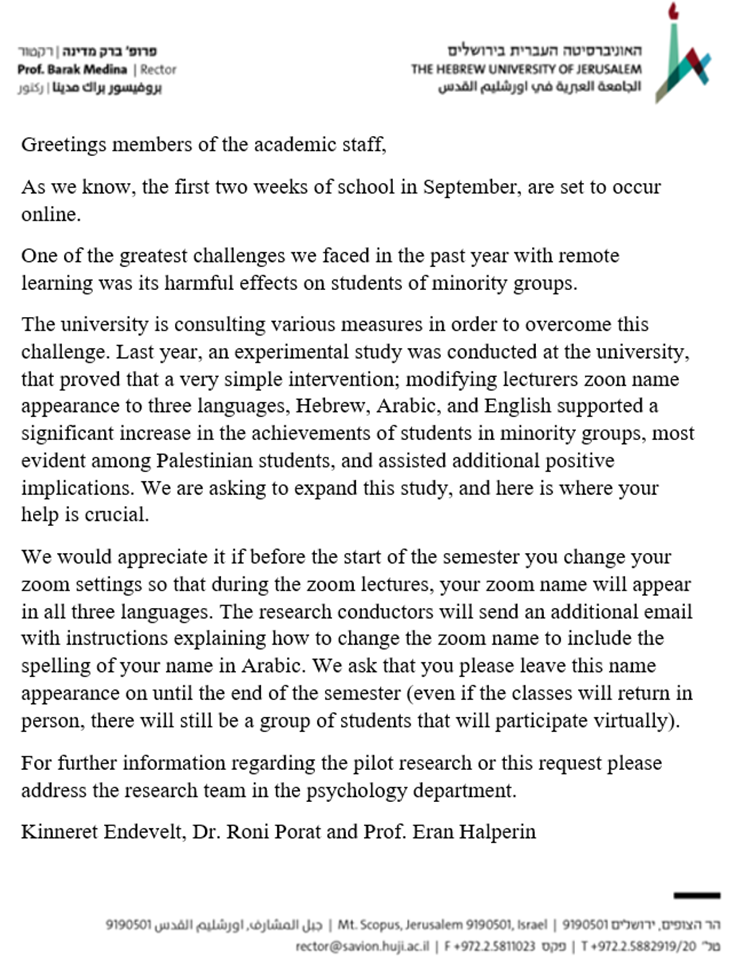 פרופ' ברק מדינה | רקטור
Prof. Barak Medina | Rector
بروفيسور براك مدينا | ركتور
האוניברסיטה העברית בירושלים
THE HEBREW UNIVERSITY OF JERUSALEM
الجامعة العبرية في اورشليم القدس
Greetings members of the academic staff,
As we know, the first two weeks of school in September, are set to occur
online.
One of the greatest challenges we faced in the past year with remote
learning was its harmful effects on students of minority groups.
The university is consulting various measures in order to overcome this
challenge. Last year, an experimental study was conducted at the university,
that proved that a very simple intervention; modifying lecturers zoon name
appearance to three languages, Hebrew, Arabic, and English supported a
significant increase in the achievements of students in minority groups, most
evident among Palestinian students, and assisted additional positive
implications. We are asking to expand this study, and here is where your
help is crucial.
We would appreciate it if before the start of the semester you change your
zoom settings so that during the zoom lectures, your zoom name will appear
in all three languages. The research conductors will send an additional email
with instructions explaining how to change the zoom name to include the
spelling of your name in Arabic. We ask that you please leave this name
appearance on until the end of the semester (even if the classes will return in
person, there will still be a group of students that will participate virtually).
For further information regarding the pilot research or this request please
address the research team in the psychology department.
Kinneret Endevelt, Dr. Roni Porat and Prof. Eran Halperin
הר הצופים, ירושלים 9190501 | Mt. Scopus, Jerusalem 9190501, Israel | جبل المشارف, اورشليم القدس 9190501
טל' T +972.2.5882919/20 | פקס F +972.2.5811023 | rector@savion.huji.ac.il